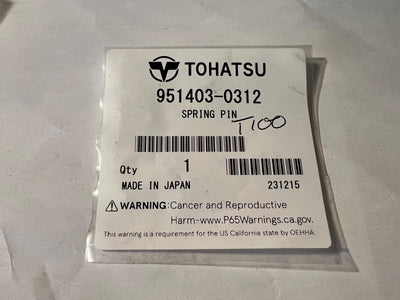 TOHATSU
951403-0312
SPRING PIN
T100
Qty 1
MADE IN JAPAN 231215
⚠WARNING: Cancer and Reproductive
Harm-www.P65Warnings.ca.gov.
This warning is a requirement for the US California state by OEHHA.